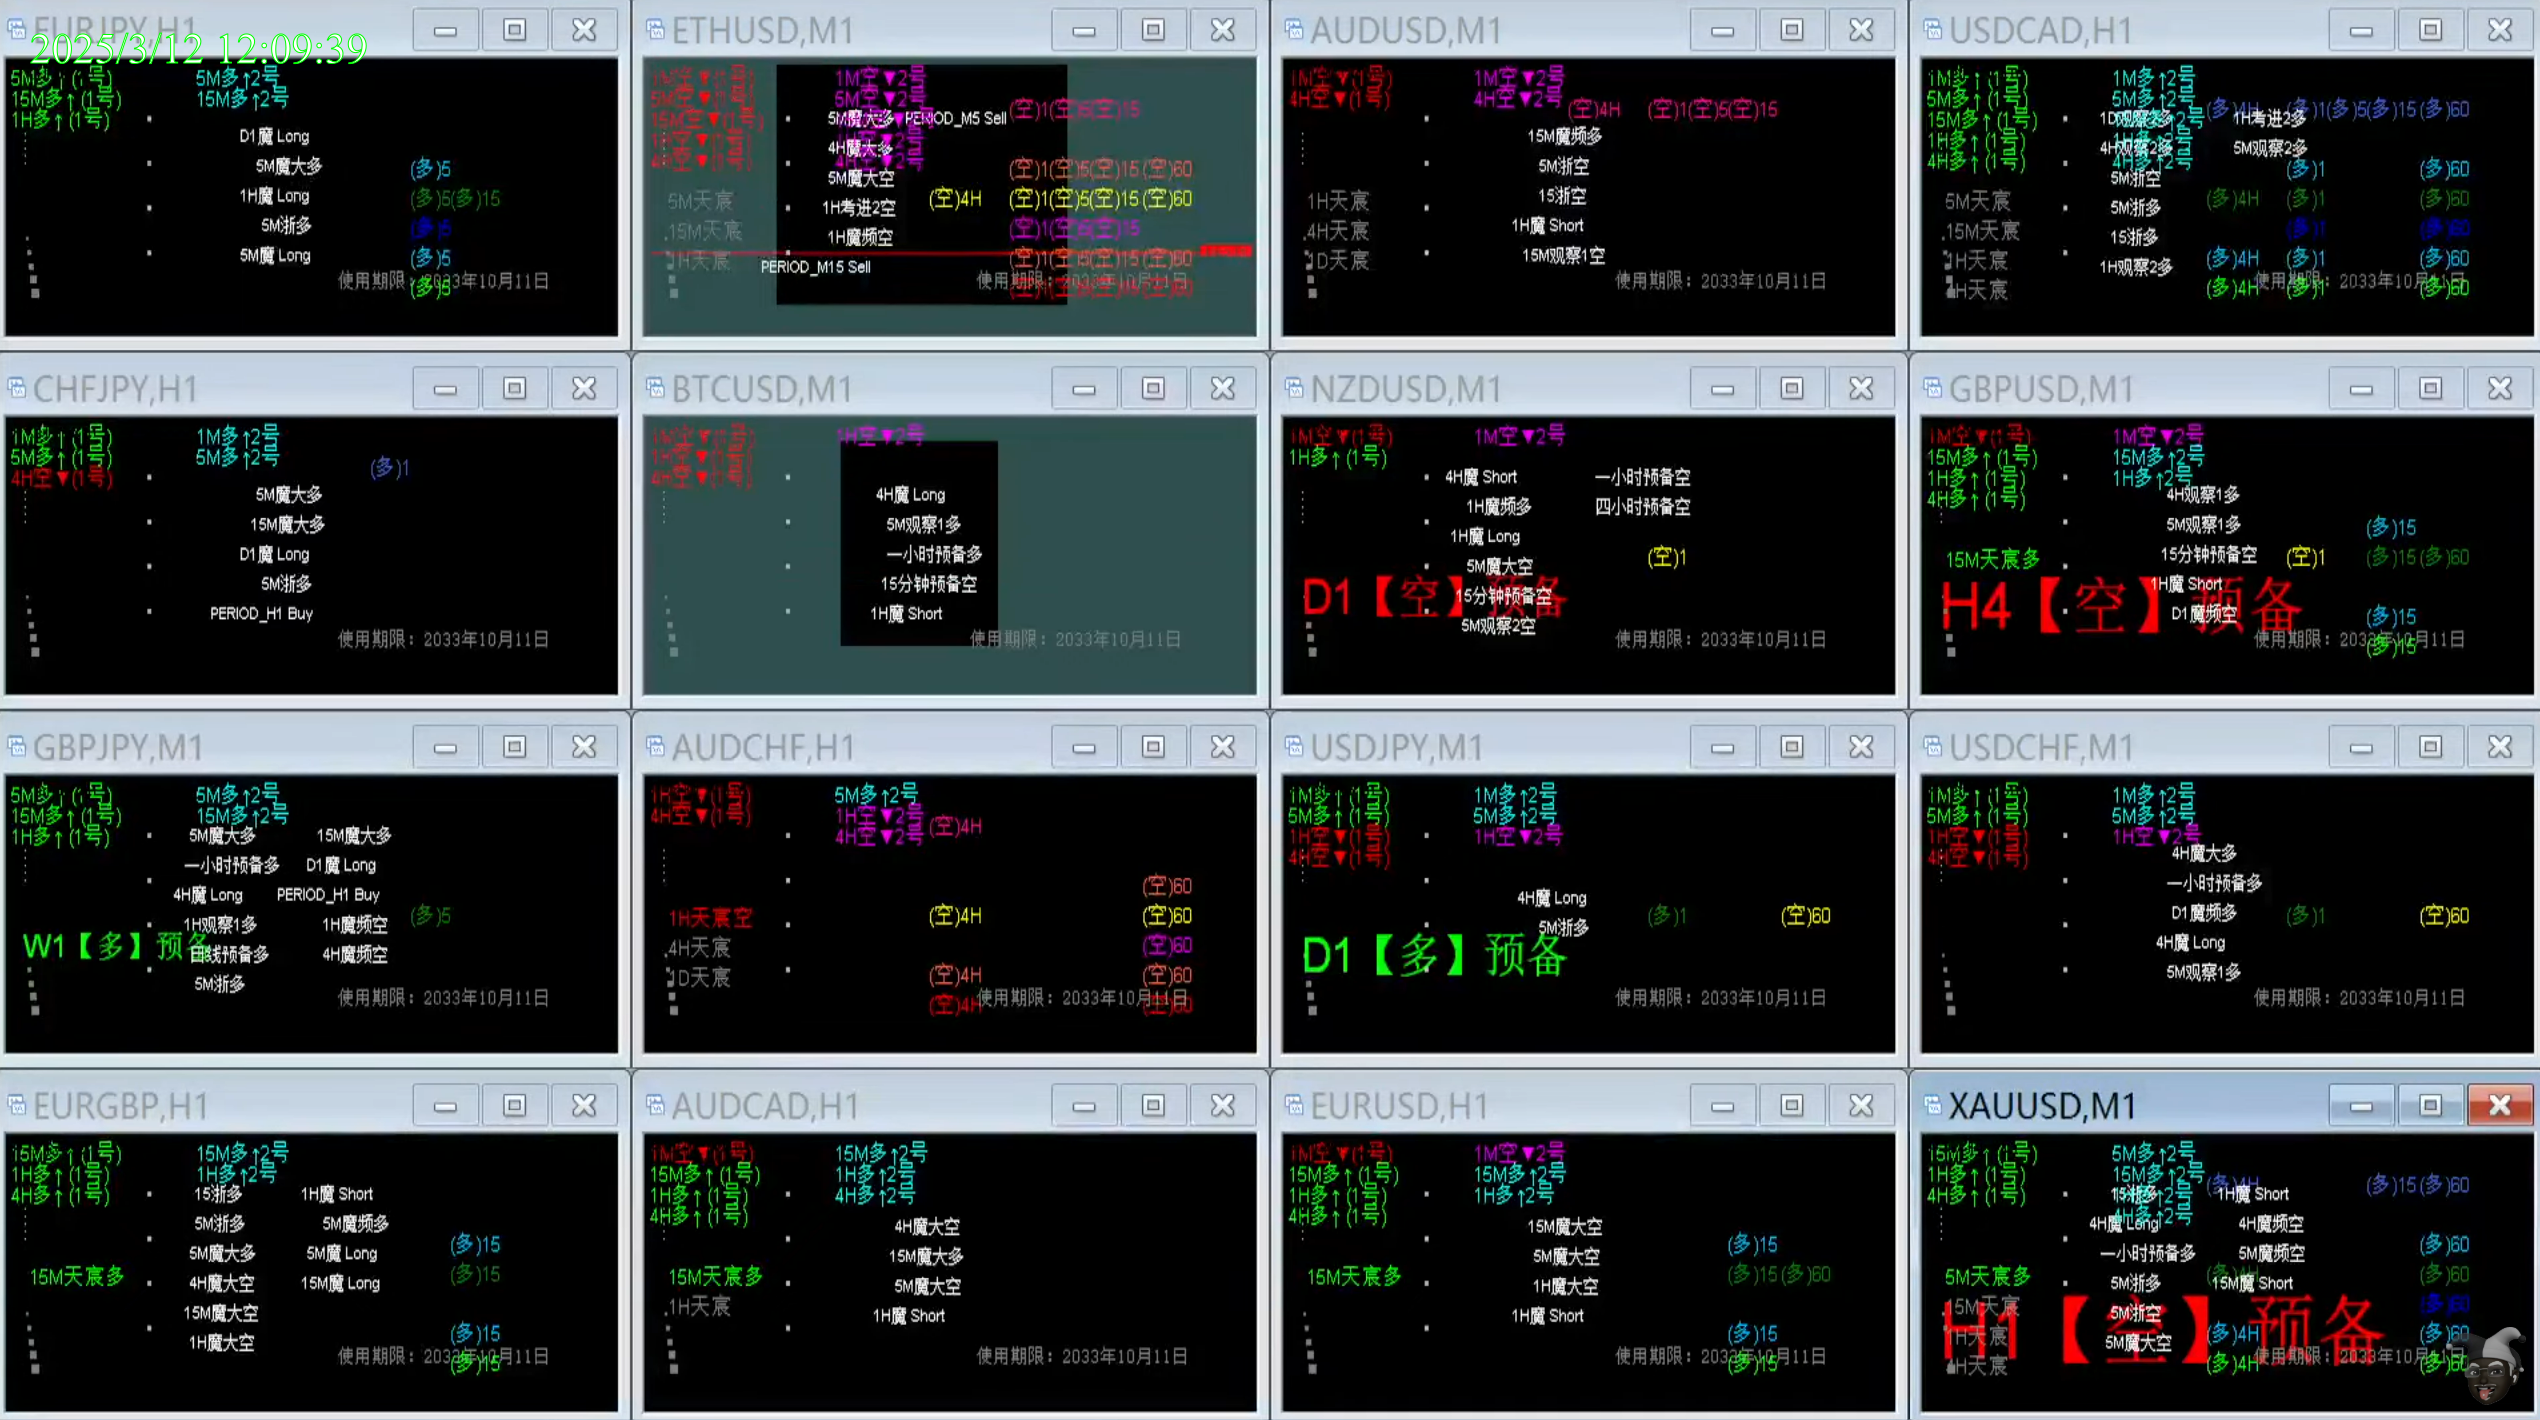 EURJPY,H1
2025/3/12 12:09:39
5M多↑(1号) 5M多↑2号
15M多↑(1号) 15M多↑2号
1H多↑(1号)
D1魔 Long
5M魔大多 (多)5
1H魔 Long (多)5(多)15
5M浙多 (多)5
5M魔 Long (多)5
使用期限：2033年10月11日
(多)5
ETHUSD,M1
1M空▼(1号) 1M空▼2号
5M空▼(1号) 5M空▼2号
(空)1(空)5(空)15
15M空▼(1号) 5M魔大多 PERIOD_M5 Sell
4H魔大多
4H空▼(1号) 4H空▼2号
5M魔大空 (空)1(空)5(空)15(空)60
5M天宸 1H考进2空 (空)4H (空)1(空)5(空)15(空)60
15M天宸 1H魔频空 (空)1(空)5(空)15
1H天宸 PERIOD_M15 Sell (空)1(空)5(空)15(空)60
使用期限：2033年10月11日
AUDUSD,M1
1M空▼(1号) 1M空▼2号
4H空▼(1号) 4H空▼2号
(空)4H (空)1(空)5(空)15
15M魔频多
5M浙空
1H天宸 15浙空
4H天宸 1H魔 Short
1D天宸 15M观察1空
使用期限：2033年10月11日
USDCAD,H1
1M多↑(1号) 1M多↑2号
5M多↑(1号) 5M多↑2号
(多)4H (多)1(多)5(多)15(多)60
15M多↑(1号) 1D观察2多 1H考进2多
1H多↑(1号)
4H观察2多 5M观察2多
4H多↑(1号) 4H多↑2号
5M浙空 (多)1 (多)60
5M天宸 5M浙多 (多)4H (多)1 (多)60
15M天宸 15浙多 (多)1 (多)60
1H天宸 1H观察2多 (多)4H (多)1 (多)60
4H天宸 (多)4H (多)1 (多)60
使用期限：2033年10月11日
CHFJPY,H1
1M多↑(1号) 1M多↑2号
5M多↑(1号) 5M多↑2号
4H空▼(1号) (多)1
5M魔大多
15M魔大多
D1魔 Long
5M浙多
PERIOD_H1 Buy
使用期限：2033年10月11日
BTCUSD,M1
1M空▼(1号) 1H空▼2号
1H空▼(1号)
4H空▼(1号)
4H魔 Long
5M观察1多
一小时预备多
15分钟预备空
1H魔 Short
使用期限：2033年10月11日
NZDUSD,M1
1M空▼(1号) 1M空▼2号
1H多↑(1号)
4H魔 Short 一小时预备空
1H魔频多 四小时预备空
1H魔 Long
5M魔大空 (空)1
D1【空】预备
15分钟预备空
5M观察2空
使用期限：2033年10月11日
GBPUSD,M1
1M空▼(1号) 1M空▼2号
15M多↑(1号) 15M多↑2号
1H多↑(1号) 1H多↑2号
4H多↑(1号) 4H观察1多
5M观察1多 (多)15
15M天宸多 15分钟预备空 (空)1 (多)15(多)60
1H魔 Short
H4【空】预备
D1魔频空 (多)15
使用期限：2033年10月11日
(多)15
GBPJPY,M1
5M多↑(1号) 5M多↑2号
15M多↑(1号) 15M多↑2号
1H多↑(1号) 5M魔大多 15M魔大多
一小时预备多 D1魔 Long
4H魔 Long PERIOD_H1 Buy
1H观察1多 1H魔频空 (多)5
W1【多】预备
日线预备多 4H魔频空
5M浙多
使用期限：2033年10月11日
AUDCHF,H1
1H空▼(1号) 5M多↑2号
4H空▼(1号) 1H空▼2号
4H空▼2号 (空)4H
(空)60
1H天宸空 (空)4H (空)60
4H天宸 (空)60
1D天宸 (空)4H (空)60
(空)4H (空)60
使用期限：2033年10月11日
USDJPY,M1
1M多↑(1号) 1M多↑2号
5M多↑(1号) 5M多↑2号
1H空▼(1号) 1H空▼2号
4H空▼(1号)
4H魔 Long (多)1 (空)60
5M浙多
D1【多】预备
使用期限：2033年10月11日
USDCHF,M1
1M多↑(1号) 1M多↑2号
5M多↑(1号) 5M多↑2号
1H空▼(1号) 1H空▼2号
4H空▼(1号) 4H魔大多
一小时预备多
D1魔频多 (多)1 (空)60
4H魔 Long
5M观察1多
使用期限：2033年10月11日
EURGBP,H1
15M多↑(1号) 15M多↑2号
1H多↑(1号) 1H多↑2号
4H多↑(1号) 15浙多 1H魔 Short
5M浙多 5M魔频多
5M魔大多 5M魔 Long (多)15
15M天宸多 4H魔大空 15M魔 Long (多)15
15M魔大空
1H魔大空 (多)15
使用期限：2033年10月11日
(多)15
AUDCAD,H1
1M空▼(1号) 15M多↑2号
15M多↑(1号) 1H多↑2号
1H多↑(1号) 4H多↑2号
4H多↑(1号)
4H魔大空
15M魔大多
15M天宸多 5M魔大空
1H天宸 1H魔 Short
使用期限：2033年10月11日
EURUSD,H1
1M空▼(1号) 1M空▼2号
15M多↑(1号) 15M多↑2号
1H多↑(1号) 1H多↑2号
4H多↑(1号)
15M魔大空
5M魔大空 (多)15
15M天宸多 1H魔大空 (多)15(多)60
1H魔 Short
(多)15
使用期限：2033年10月11日
(多)15
XAUUSD,M1
15M多↑(1号) 5M多↑2号
1H多↑(1号) 15M多↑2号
(多)4H (多)15(多)60
4H多↑(1号) 15浙多 1H魔 Short
4H多↑2号
4H魔 Long 4H魔频空
一小时预备多 5M魔频空 (多)60
5M天宸多 5M浙多 15M魔 Short (多)60
15M天宸 5M浙空 (多)60
H1【空】预备
1H天宸 5M魔大空 (多)4H (多)60
4H天宸 (多)4H (多)60
使用期限：2033年10月11日